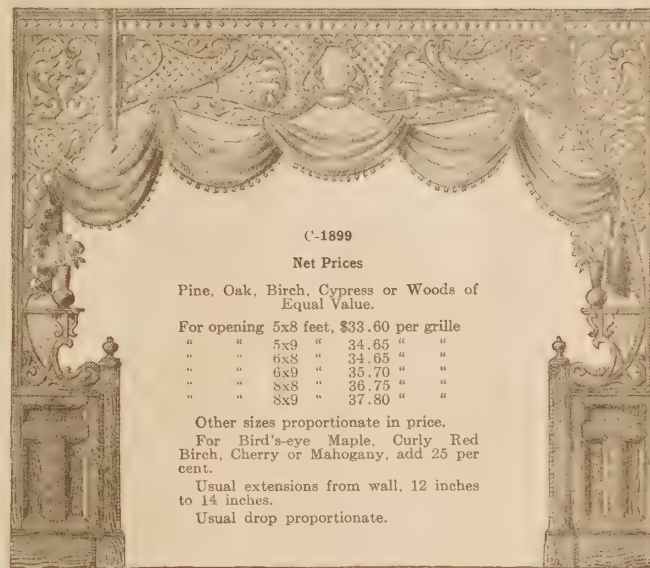 C-1899
Net Prices
Pine, Oak, Birch, Cypress or Woods of
Equal Value.
For opening 5x8 feet, $33.60 per grille
" " 5x9 " 34.65 " "
" " 6x8 " 34.65 " "
" " 6x9 " 35.70 " "
" " 8x8 " 36.75 " "
" " 8x9 " 37.80 " "
Other sizes proportionate in price.
For Bird's-eye Maple, Curly Red
Birch, Cherry or Mahogany, add 25 per
cent.
Usual extensions from wall, 12 inches
to 14 inches.
Usual drop proportionate.